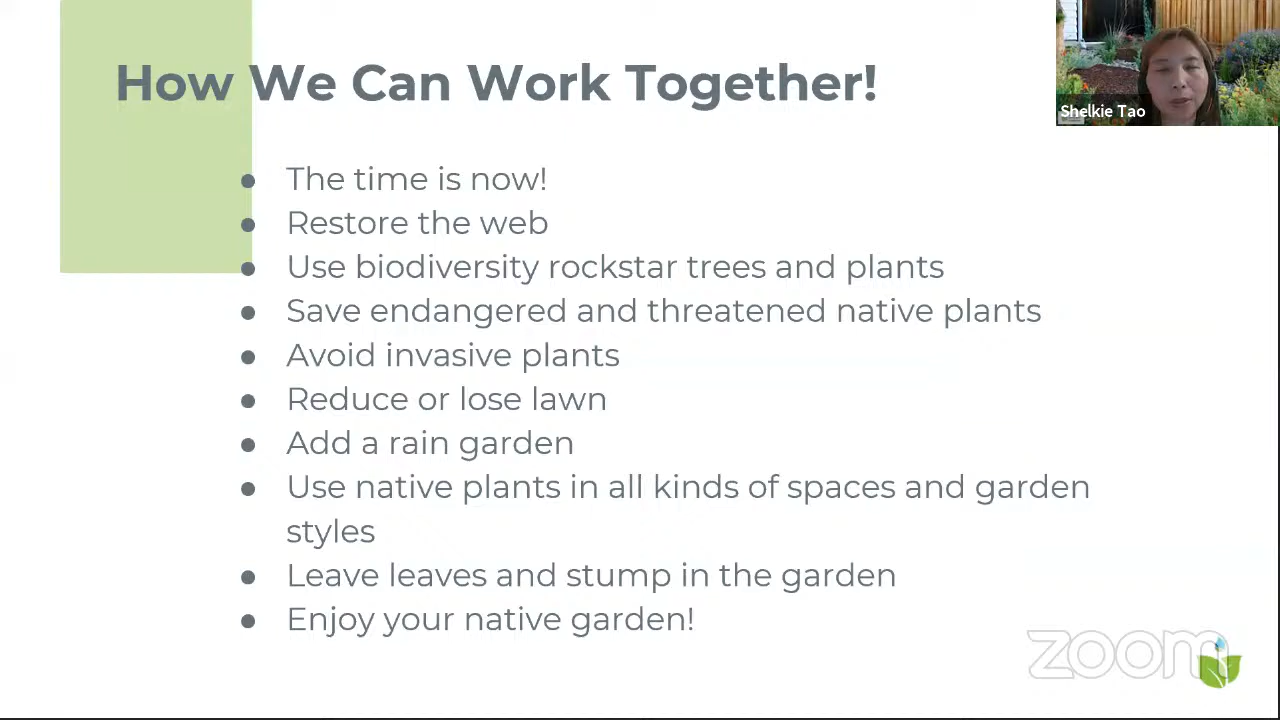 How We Can Work Together!
Shelkie Tao
● The time is now!
● Restore the web
● Use biodiversity rockstar trees and plants
● Save endangered and threatened native plants
● Avoid invasive plants
● Reduce or lose lawn
● Add a rain garden
● Use native plants in all kinds of spaces and garden
styles
● Leave leaves and stump in the garden
● Enjoy your native garden!
zoom